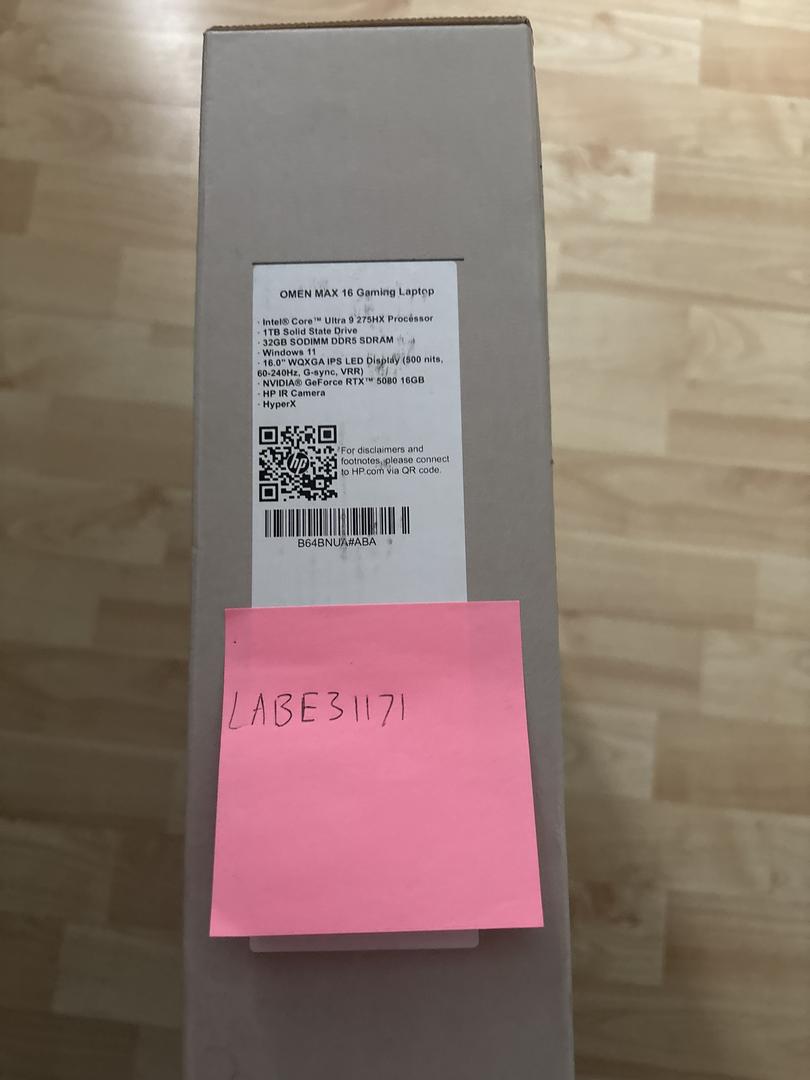 OMEN MAX 16 Gaming Laptop
· Intel® Core™ Ultra 9 275HX Processor
· 1TB Solid State Drive
· 32GB SODIMM DDR5 SDRAM
· Windows 11
· 16.0" WQXGA IPS LED Display (500 nits,
60-240Hz, G-sync, VRR)
· NVIDIA® GeForce RTX™ 5080 16GB
· HP IR Camera
· HyperX
hp
For disclaimers and
footnotes, please connect
to HP.com via QR code.
B64BNUA#ABA
LABE31171